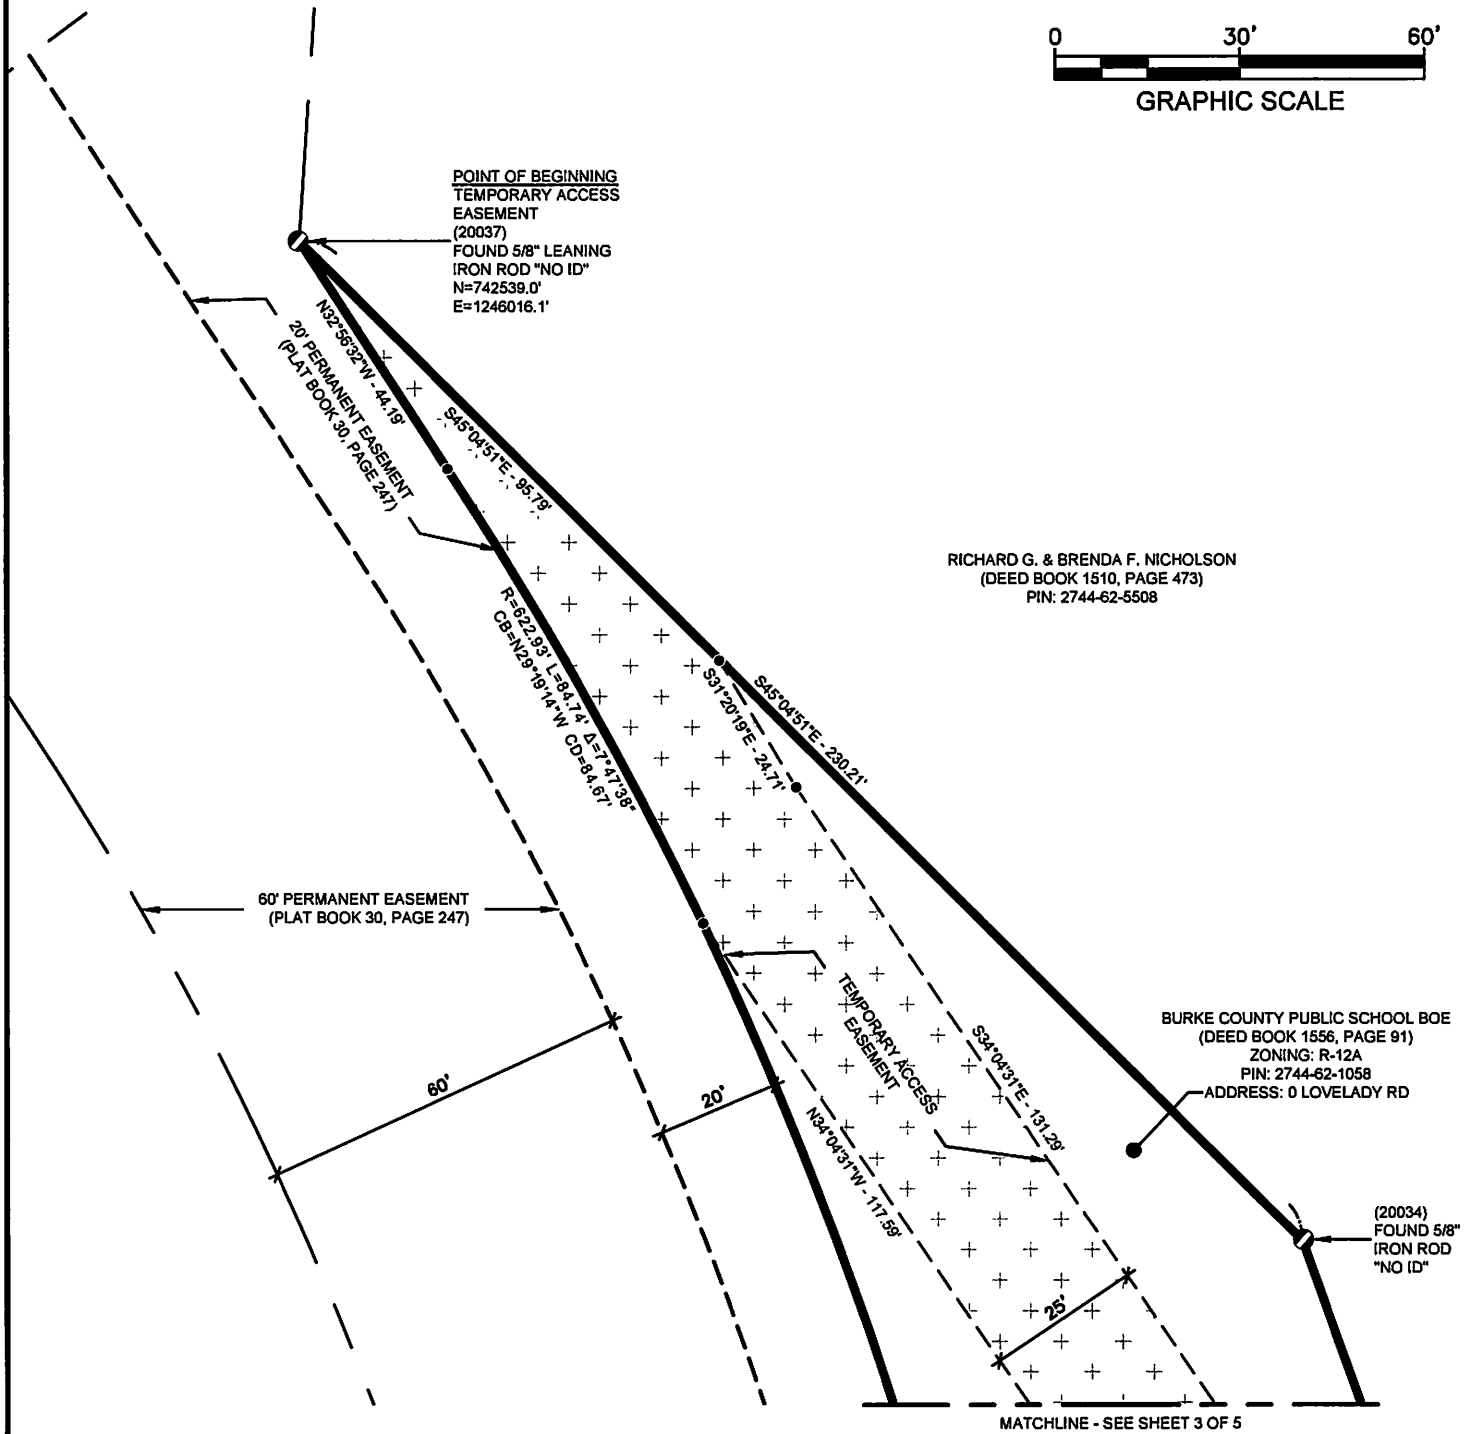 0 30' 60'
GRAPHIC SCALE
POINT OF BEGINNING
TEMPORARY ACCESS
EASEMENT
(20037)
FOUND 5/8" LEANING
IRON ROD "NO ID"
N=742539.0'
E=1246016.1'
N32°56'32"W - 44.19'
20' PERMANENT EASEMENT
(PLAT BOOK 30, PAGE 247)
S45°04'51"E - 95.79'
RICHARD G. & BRENDA F. NICHOLSON
(DEED BOOK 1510, PAGE 473)
PIN: 2744-62-5508
R=622.93' L=84.74' Δ=7°47'38"
CB=N29°19'14"W CD=84.67'
S31°20'19"E - 24.71'
S45°04'51"E - 230.21'
60' PERMANENT EASEMENT
(PLAT BOOK 30, PAGE 247)
TEMPORARY ACCESS
EASEMENT
S34°04'31"E - 131.29'
BURKE COUNTY PUBLIC SCHOOL BOE
(DEED BOOK 1556, PAGE 91)
ZONING: R-12A
PIN: 2744-62-1058
ADDRESS: 0 LOVELADY RD
60'
20'
N34°04'31"W - 117.59'
(20034)
FOUND 5/8"
IRON ROD
"NO ID"
25'
MATCHLINE - SEE SHEET 3 OF 5